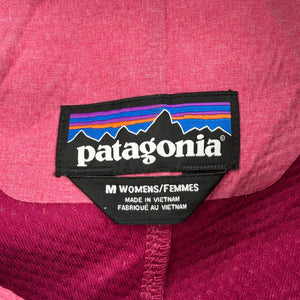 patagonia
M WOMENS/FEMMES
MADE IN VIETNAM
FABRIQUÉ AU VIETNAM